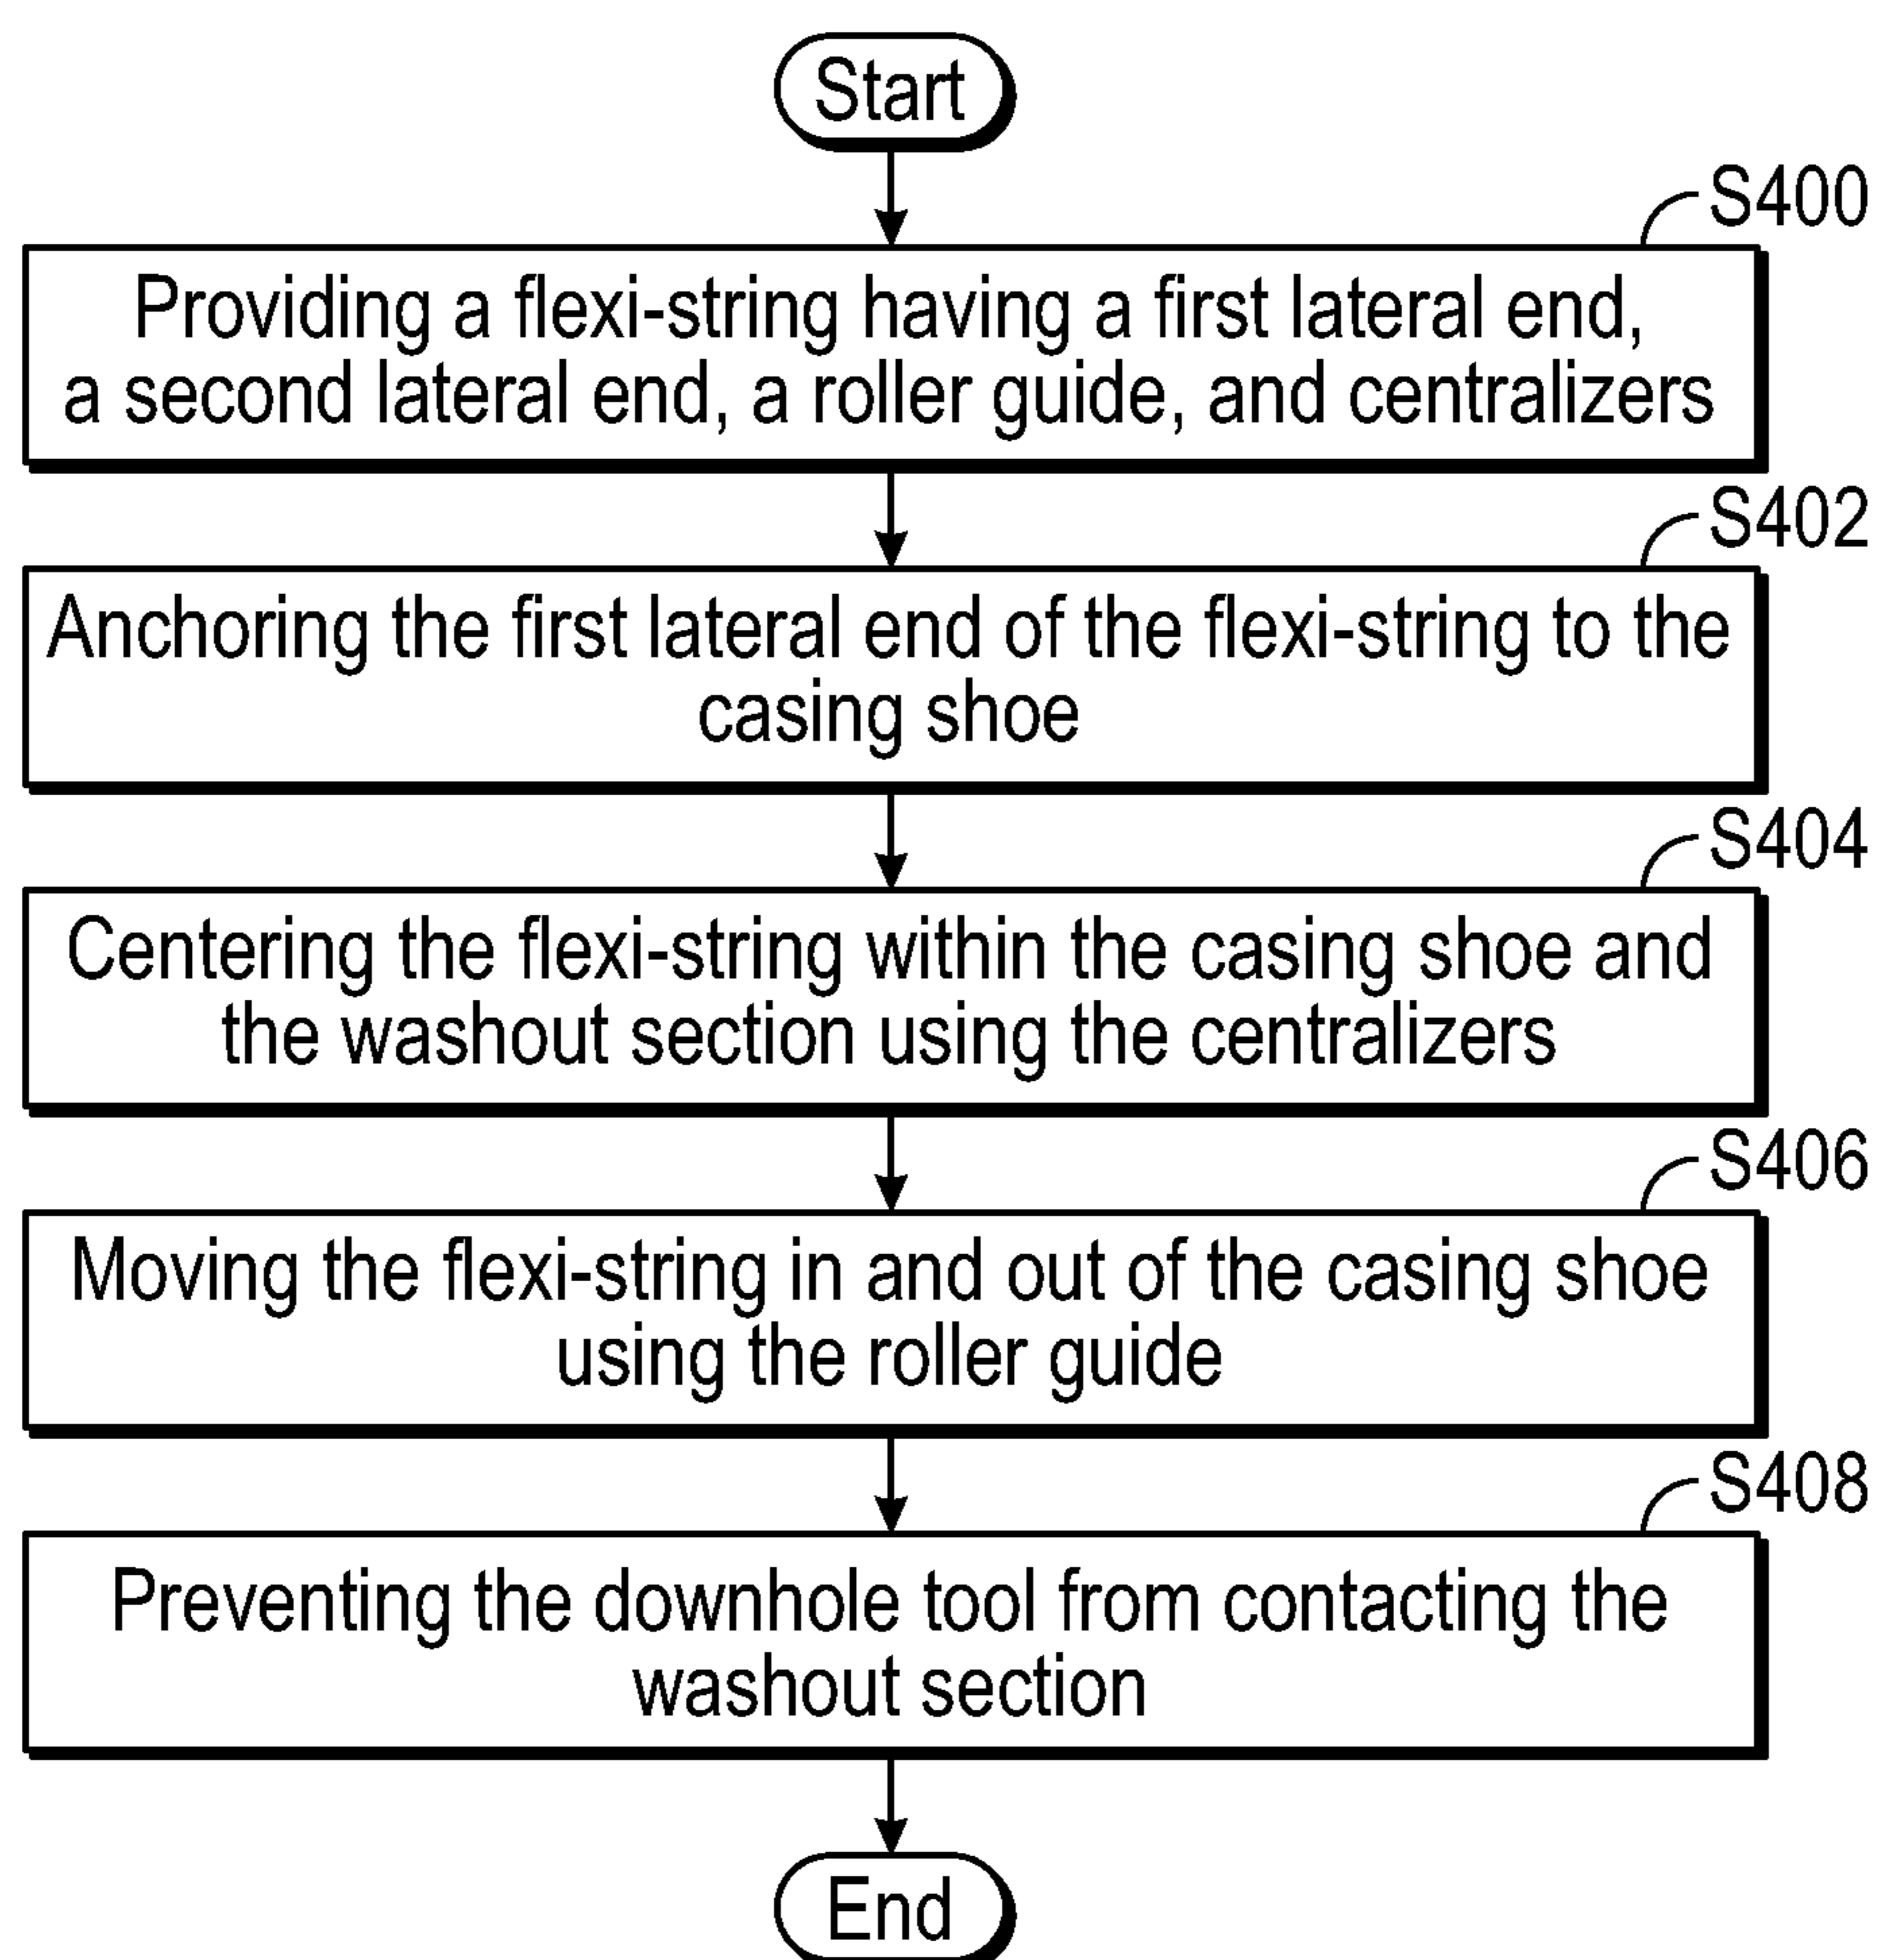 Start
S400
Providing a flexi-string having a first lateral end,
a second lateral end, a roller guide, and centralizers
S402
Anchoring the first lateral end of the flexi-string to the
casing shoe
S404
Centering the flexi-string within the casing shoe and
the washout section using the centralizers
S406
Moving the flexi-string in and out of the casing shoe
using the roller guide
S408
Preventing the downhole tool from contacting the
washout section
End